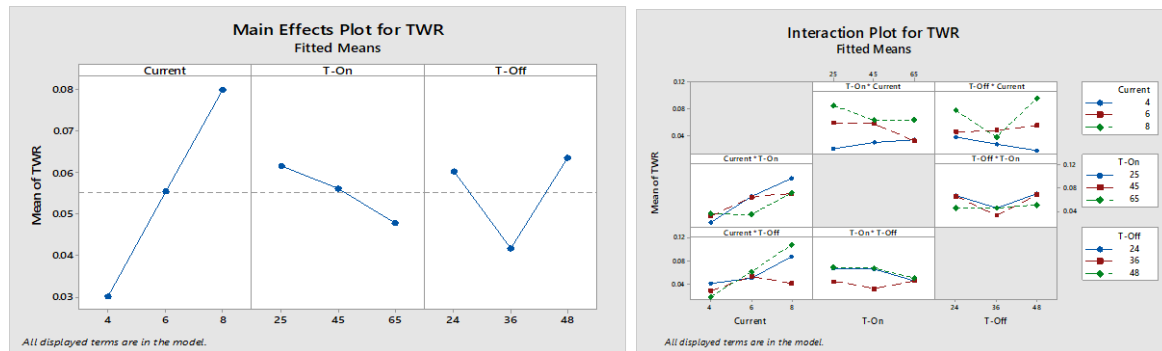 Main Effects Plot for TWR
Fitted Means
Current T-On T-Off
0.08
0.07
0.06
0.05
0.04
0.03
Mean of TWR
4 6 8 25 45 65 24 36 48
All displayed terms are in the model.
Interaction Plot for TWR
Fitted Means
25 45 65
T-On * Current T-Off * Current
0.12
0.08
0.04
Current
4
6
8
Current * T-On T-Off * T-On
0.12
0.08
0.04
T-On
25
45
65
Mean of TWR
Current * T-Off T-On * T-Off
0.12
0.08
0.04
T-Off
24
36
48
4 6 8 24 36 48
Current T-On T-Off
All displayed terms are in the model.